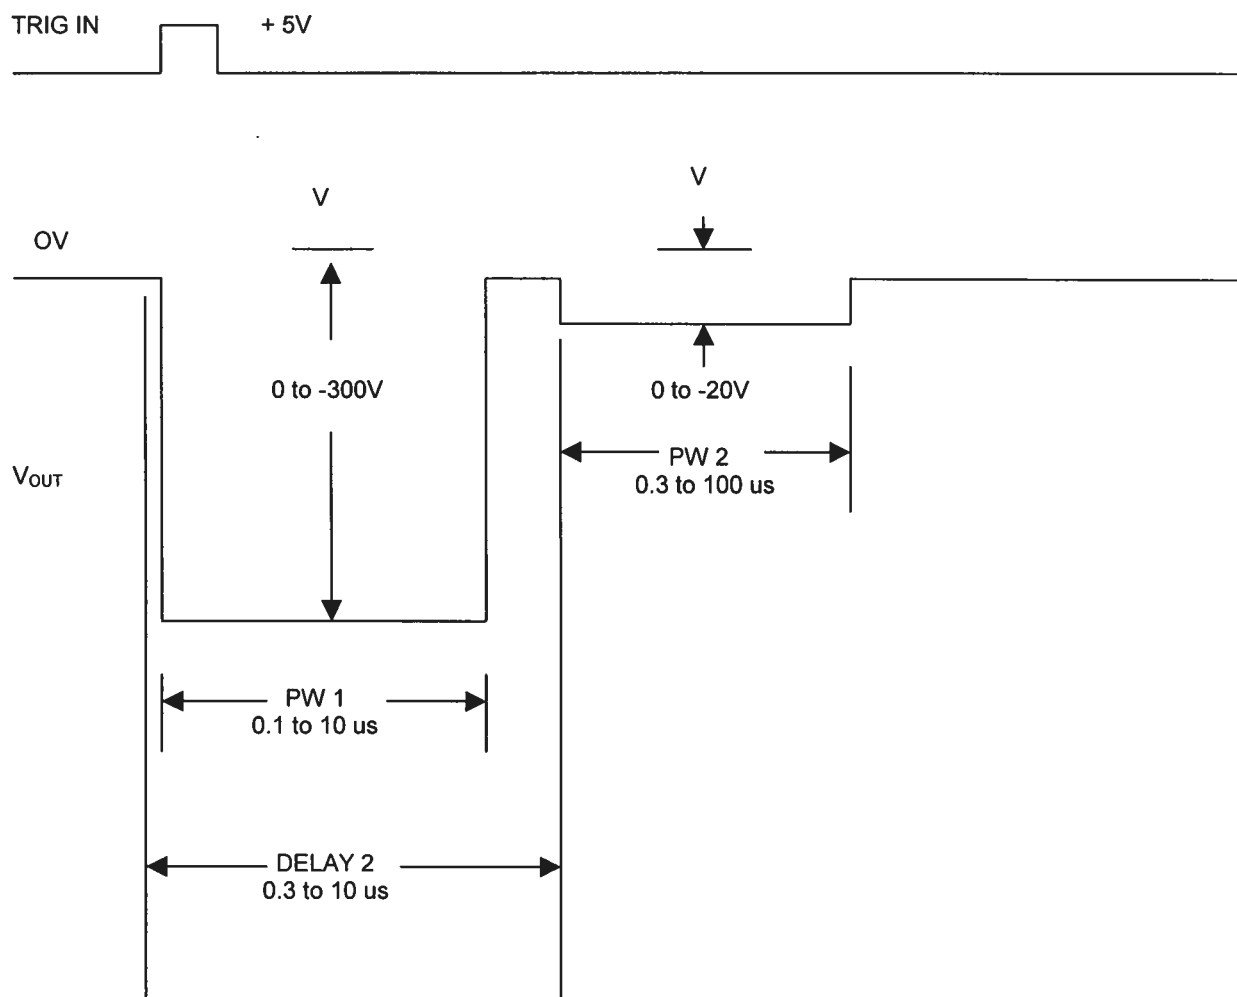 TRIG IN
+ 5V
V
V
OV
0 to -300V
0 to -20V
V_OUT
PW 2
0.3 to 100 us
PW 1
0.1 to 10 us
DELAY 2
0.3 to 10 us